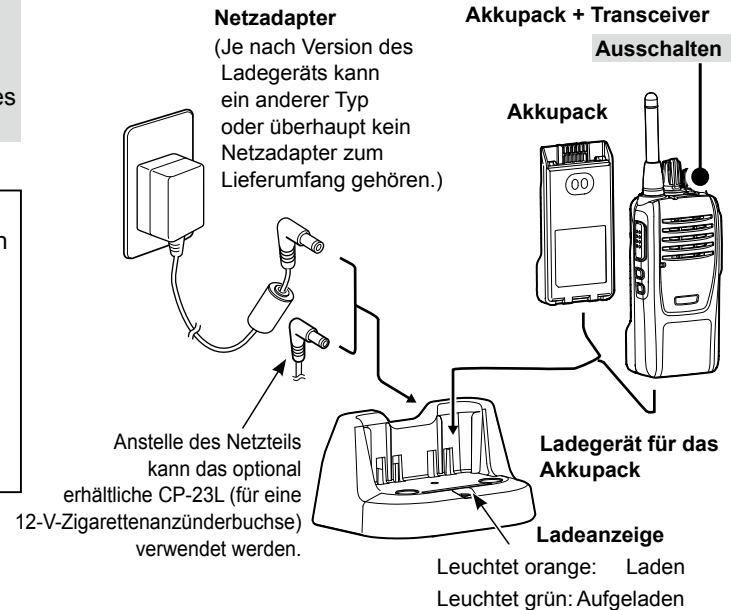 Netzadapter
(Je nach Version des
Ladegeräts kann
ein anderer Typ
oder überhaupt kein
Netzadapter zum
Lieferumfang gehören.)
Akkupack + Transceiver
Ausschalten
Akkupack
Anstelle des Netzteils
kann das optional
erhältliche CP-23L (für eine
12-V-Zigarettenanzünderbuchse)
verwendet werden.
Ladegerät für das
Akkupack
Ladeanzeige
Leuchtet orange: Laden
Leuchtet grün: Aufgeladen